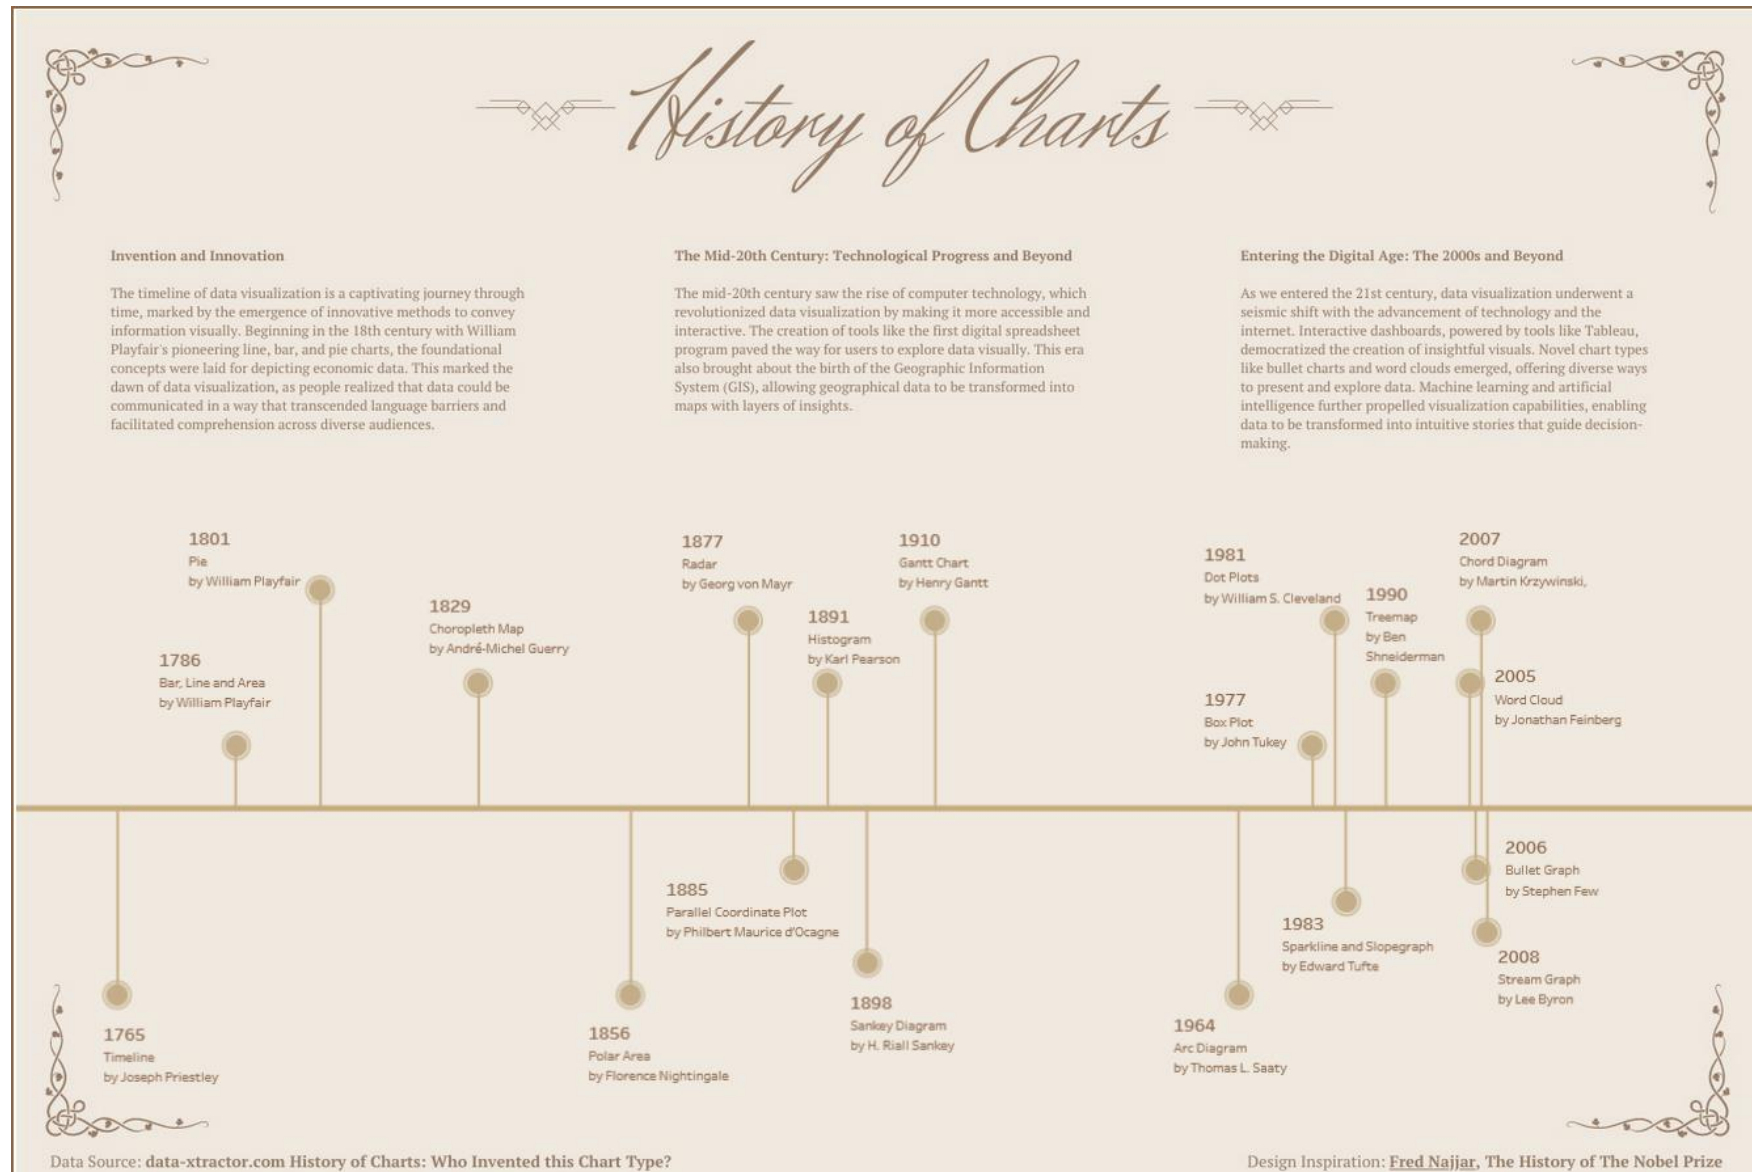 History of Charts
Invention and Innovation
The timeline of data visualization is a captivating journey through
time, marked by the emergence of innovative methods to convey
information visually. Beginning in the 18th century with William
Playfair's pioneering line, bar, and pie charts, the foundational
concepts were laid for depicting economic data. This marked the
dawn of data visualization, as people realized that data could be
communicated in a way that transcended language barriers and
facilitated comprehension across diverse audiences.
The Mid-20th Century: Technological Progress and Beyond
The mid-20th century saw the rise of computer technology, which
revolutionized data visualization by making it more accessible and
interactive. The creation of tools like the first digital spreadsheet
program paved the way for users to explore data visually. This era
also brought about the birth of the Geographic Information
System (GIS), allowing geographical data to be transformed into
maps with layers of insights.
Entering the Digital Age: The 2000s and Beyond
As we entered the 21st century, data visualization underwent a
seismic shift with the advancement of technology and the
internet. Interactive dashboards, powered by tools like Tableau,
democratized the creation of insightful visuals. Novel chart types
like bullet charts and word clouds emerged, offering diverse ways
to present and explore data. Machine learning and artificial
intelligence further propelled visualization capabilities, enabling
data to be transformed into intuitive stories that guide decision-
making.
1801
Pie
by William Playfair
1786
Bar, Line and Area
by William Playfair
1829
Choropleth Map
by André-Michel Guerry
1877
Radar
by Georg von Mayr
1891
Histogram
by Karl Pearson
1910
Gantt Chart
by Henry Gantt
1981
Dot Plots
by William S. Cleveland
1977
Box Plot
by John Tukey
1990
Treemap
by Ben
Shneiderman
2007
Chord Diagram
by Martin Krzywinski,
2005
Word Cloud
by Jonathan Feinberg
1765
Timeline
by Joseph Priestley
1856
Polar Area
by Florence Nightingale
1885
Parallel Coordinate Plot
by Philbert Maurice d'Ocagne
1898
Sankey Diagram
by H. Riall Sankey
1964
Arc Diagram
by Thomas L. Saaty
1983
Sparkline and Slopegraph
by Edward Tufte
2006
Bullet Graph
by Stephen Few
2008
Stream Graph
by Lee Byron
Data Source: data-xtractor.com History of Charts: Who Invented this Chart Type?
Design Inspiration: Fred Najjar, The History of The Nobel Prize